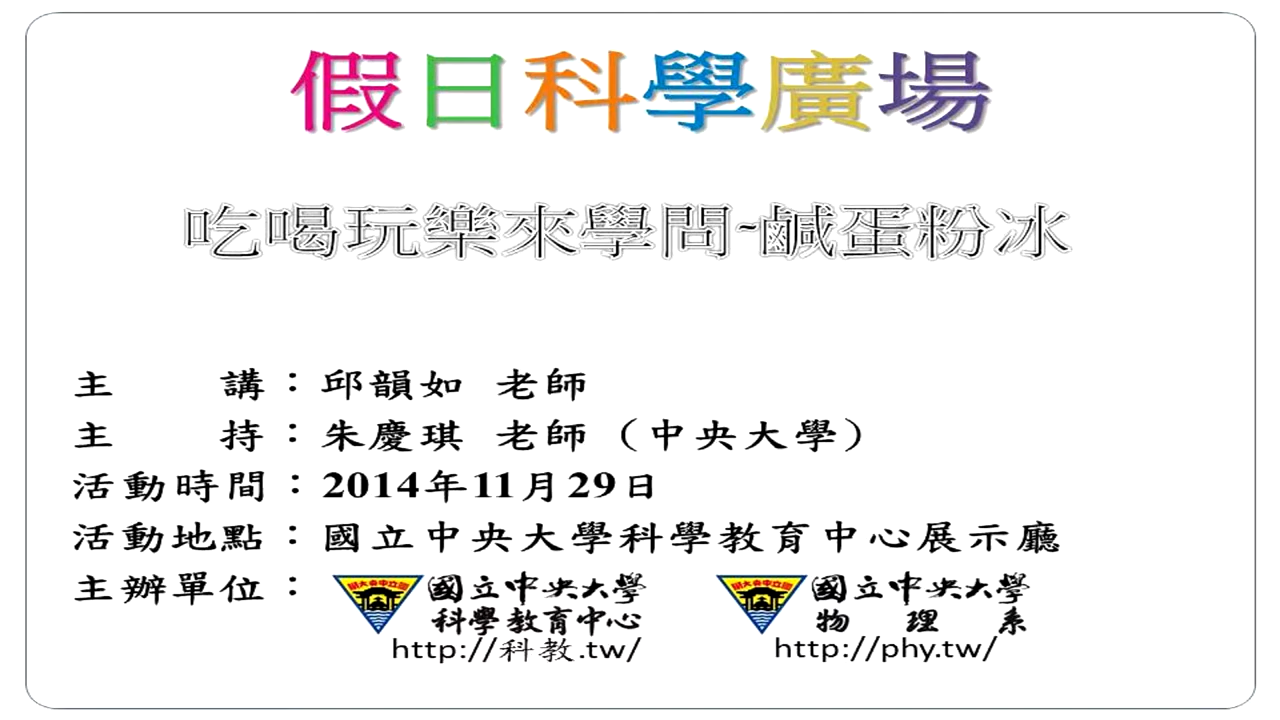 假日科學廣場
吃喝玩樂來學問~鹹蛋粉冰
主講：邱韻如 老師
主持：朱慶琪 老師（中央大學）
活動時間：2014年11月29日
活動地點：國立中央大學科學教育中心展示廳
主辦單位：
國立中央大學
科學教育中心
http://科教.tw/
國立中央大學
物理系
http://phy.tw/